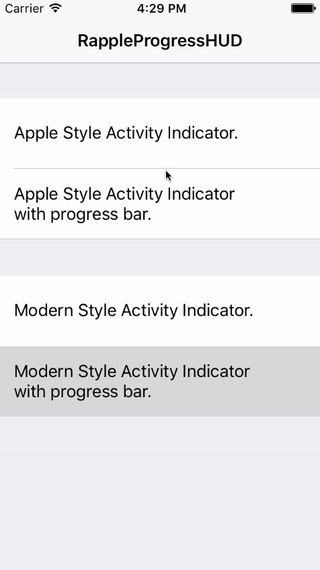 Carrier 4:29 PM
RappleProgressHUD
Apple Style Activity Indicator.
Apple Style Activity Indicator
with progress bar.
Modern Style Activity Indicator.
Modern Style Activity Indicator
with progress bar.